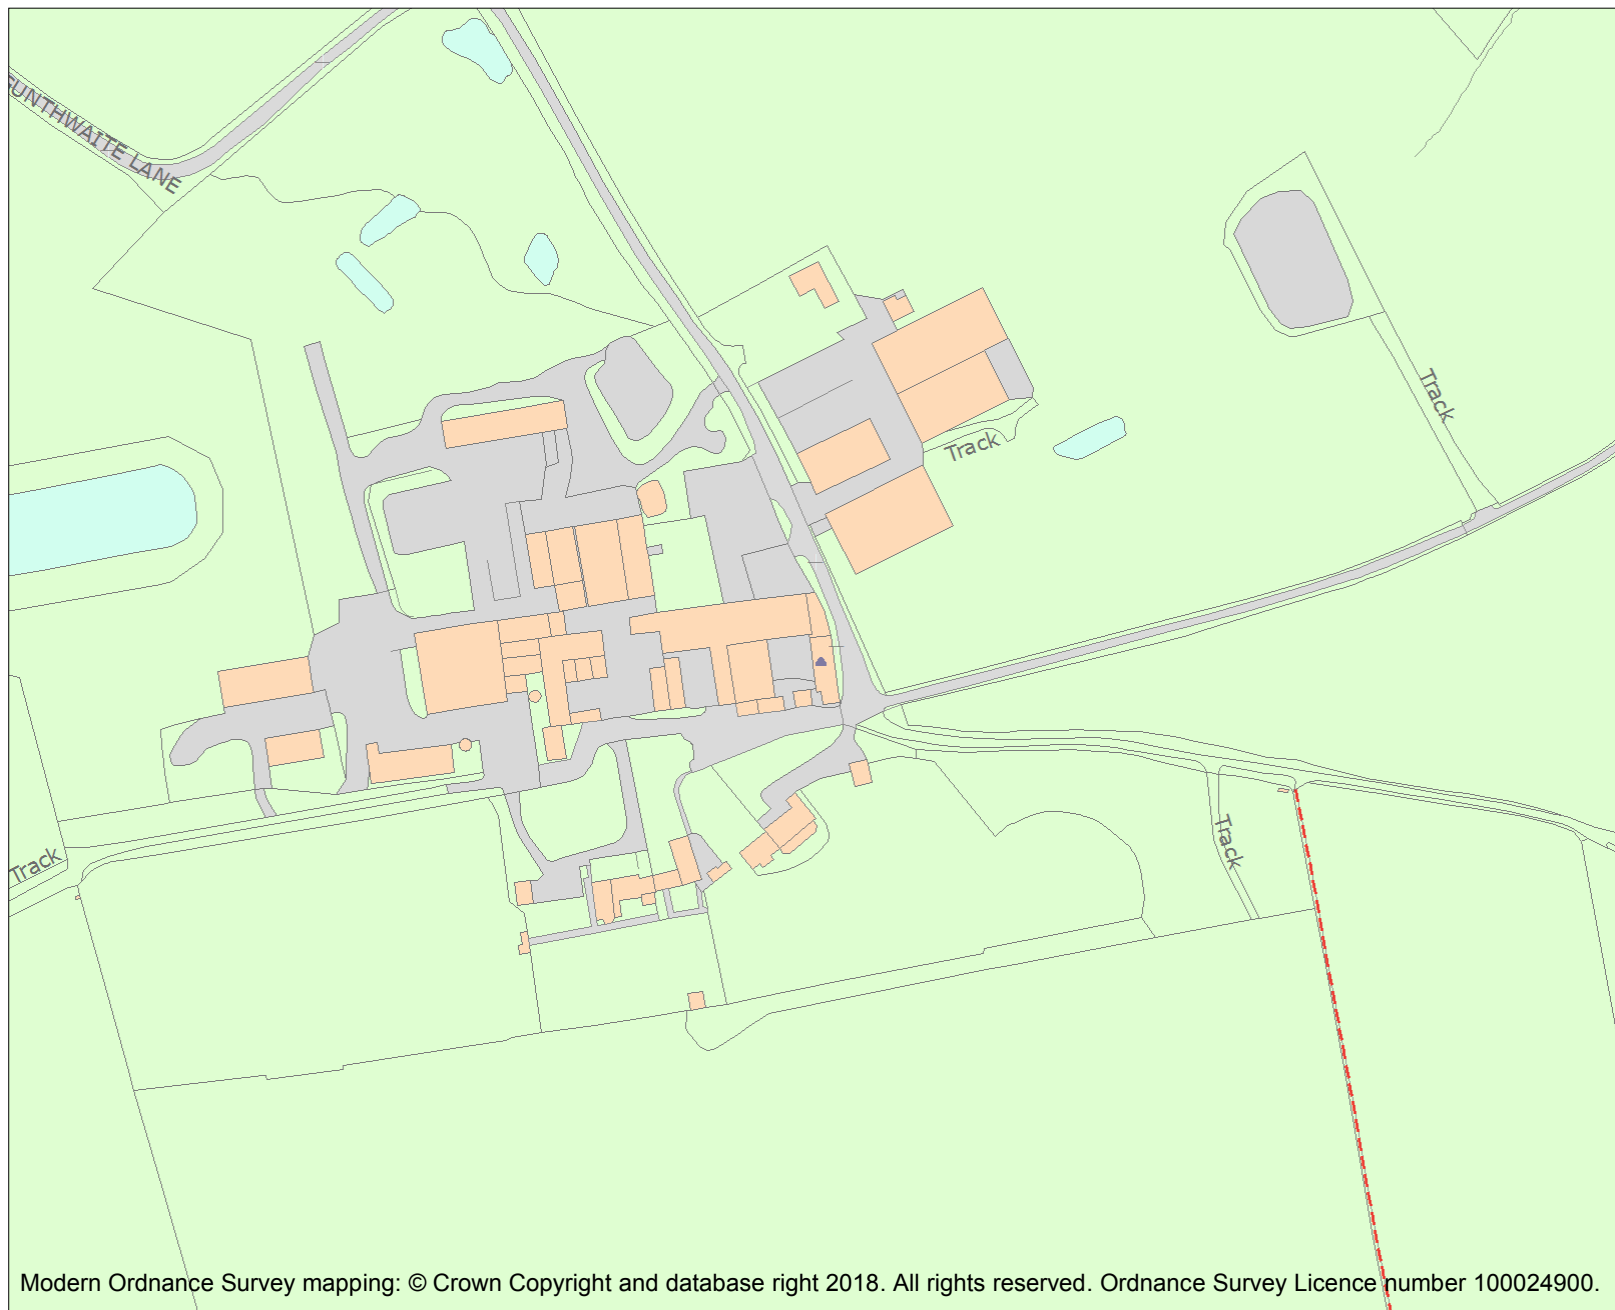 GUNTHWAITE LANE
Track
Track
Track
Track
Modern Ordnance Survey mapping: © Crown Copyright and database right 2018. All rights reserved. Ordnance Survey Licence number 100024900.